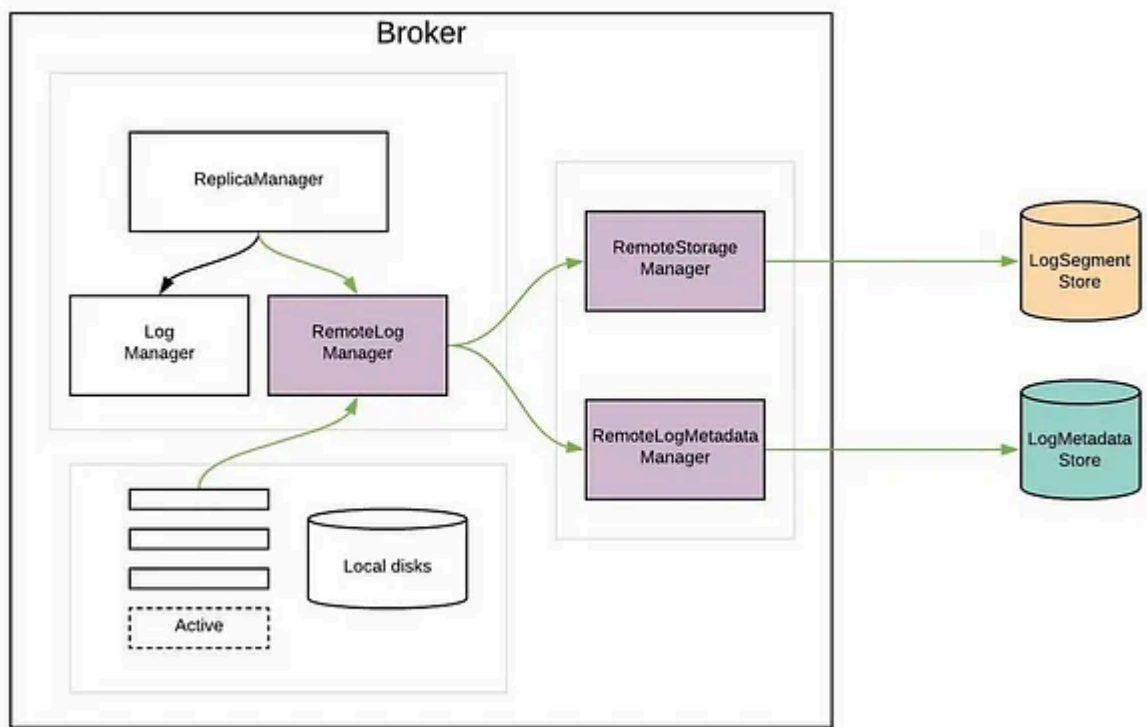 Broker
ReplicaManager
Log
Manager
RemoteLog
Manager
RemoteStorage
Manager
RemoteLogMetadata
Manager
LogSegment
Store
LogMetadata
Store
Local disks
Active